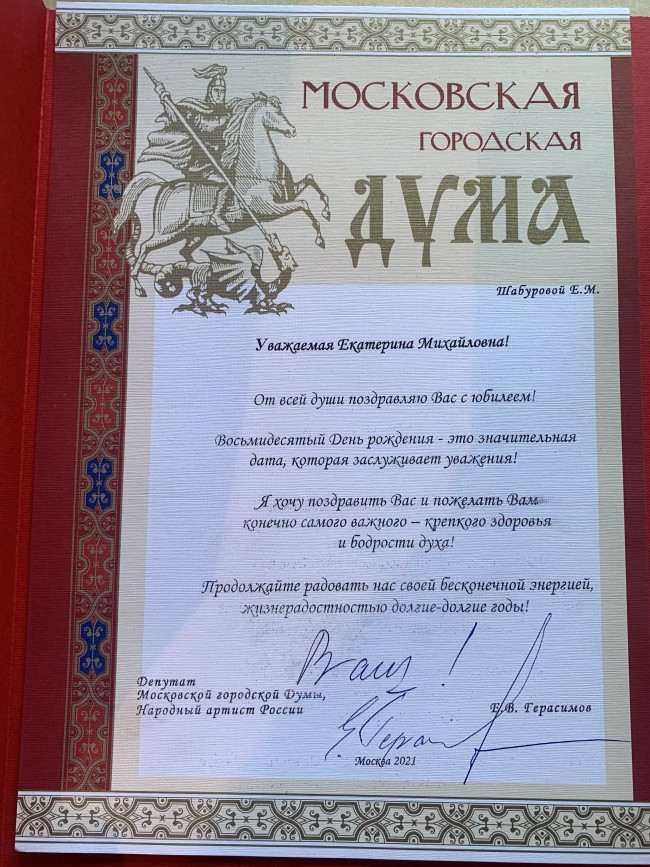 МОСКОВСКАЯ
ГОРОДСКАЯ
ДУМА
Шабуровой Е.М.
Уважаемая Екатерина Михайловна!
От всей души поздравляю Вас с юбилеем!
Восьмидесятый День рождения - это значительная
дата, которая заслуживает уважения!
Я хочу поздравить Вас и пожелать Вам
конечно самого важного – крепкого здоровья
и бодрости духа!
Продолжайте радовать нас своей бесконечной энергией,
жизнерадостностью долгие-долгие годы!
Ваш!
Депутат
Московской городской Думы,
Народный артист России
Е.В. Герасимов
Москва 2021